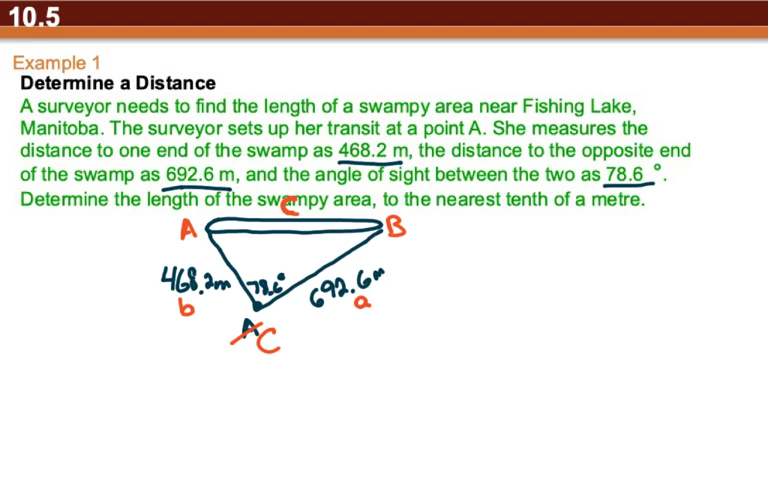 10.5
Example 1
Determine a Distance
A surveyor needs to find the length of a swampy area near Fishing Lake,
Manitoba. The surveyor sets up her transit at a point A. She measures the
distance to one end of the swamp as 468.2 m, the distance to the opposite end
of the swamp as 692.6 m, and the angle of sight between the two as 78.6 °.
Determine the length of the swampy area, to the nearest tenth of a metre.
c
A B
468.2m 78.6° 692.6m
b a
A C